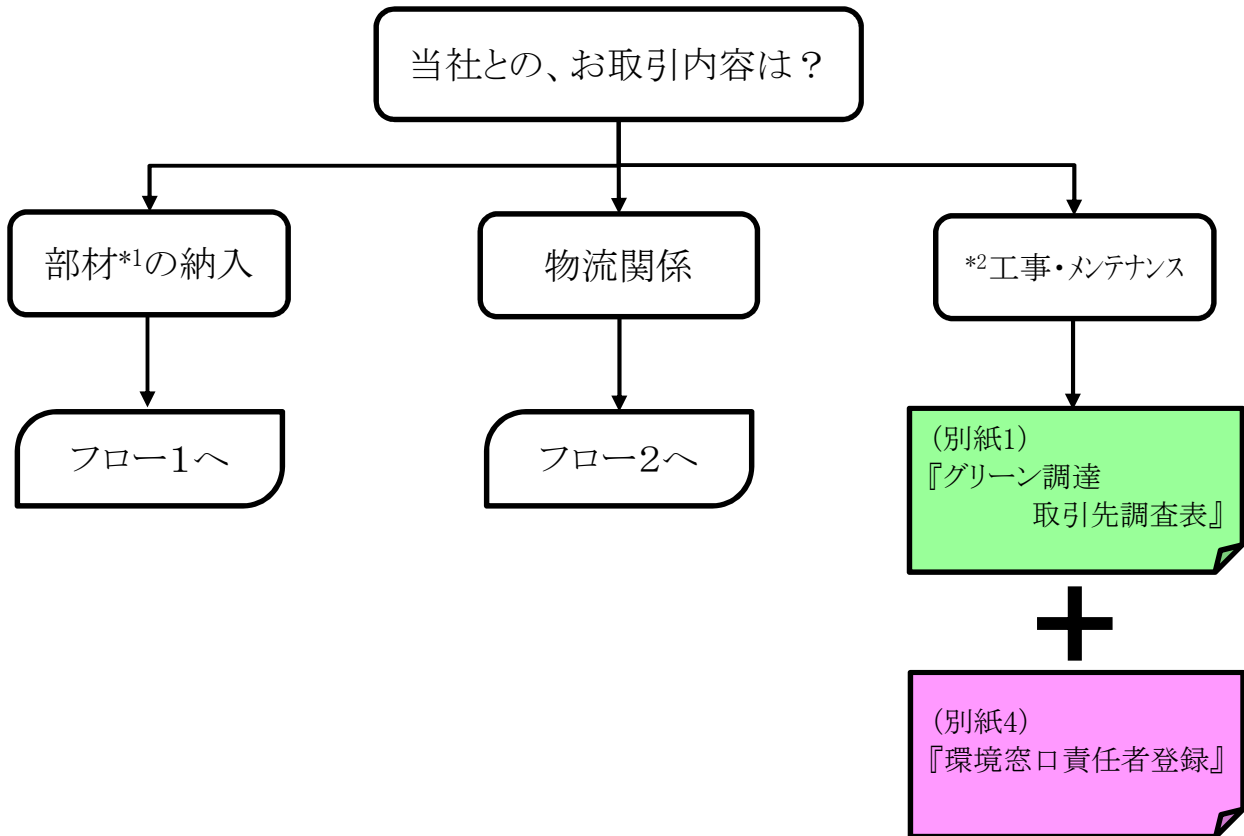 当社との、お取引内容は？
部材*1の納入
物流関係
*2工事・メンテナンス
フロー１へ
フロー２へ
(別紙1)
『グリーン調達
取引先調査表』
(別紙4)
『環境窓口責任者登録』